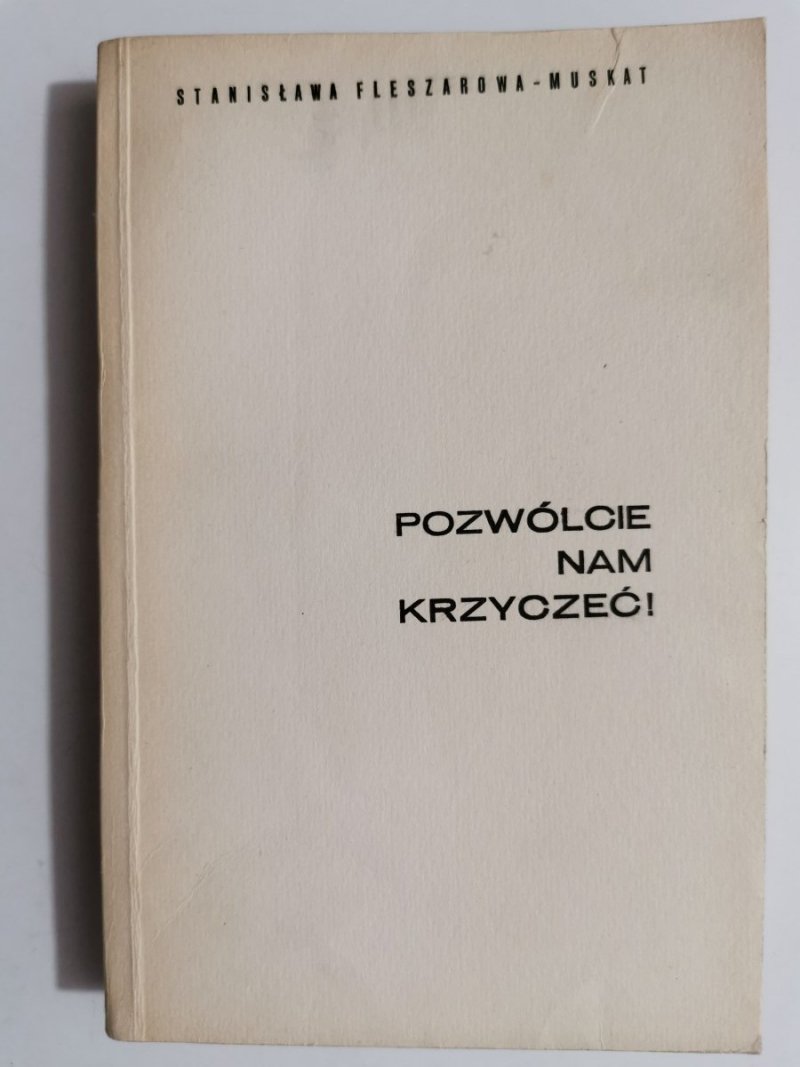 STANISŁAWA FLESZAROWA-MUSKAT
POZWÓLCIE
NAM
KRZYCZEĆ!